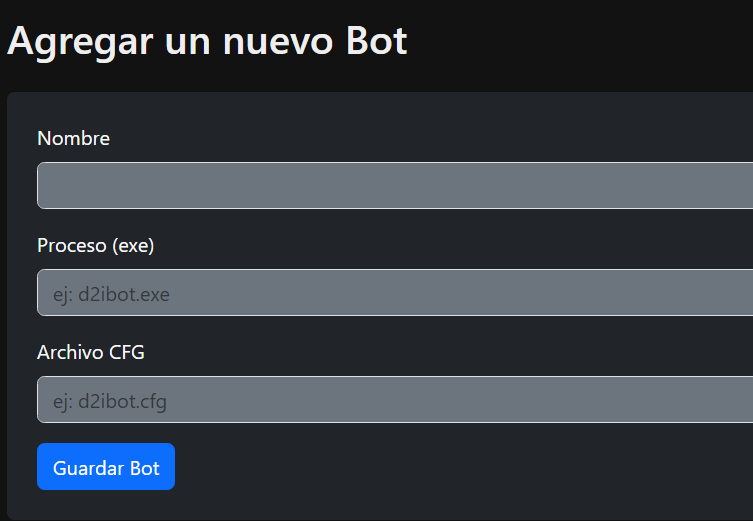 Agregar un nuevo Bot
Nombre
Proceso (exe)
ej: d2ibot.exe
Archivo CFG
ej: d2ibot.cfg
Guardar Bot